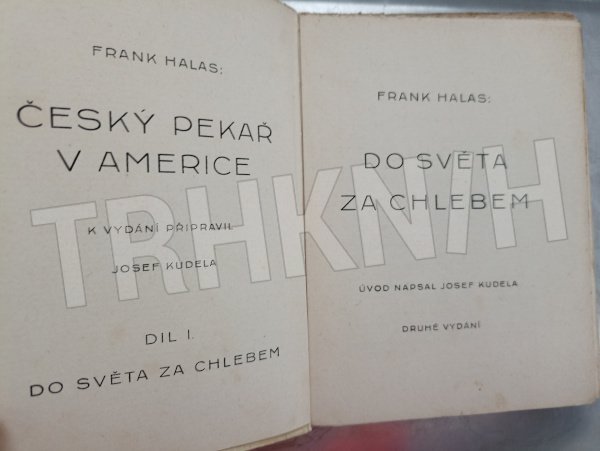 FRANK HALAS:
ČESKÝ PEKAŘ
V AMERICE
K VYDÁNÍ PŘIPRAVIL
JOSEF KUDELA
DIL I.
DO SVĚTA ZA CHLEBEM
FRANK HALAS:
DO SVĚTA
ZA CHLEBEM
ÚVOD NAPSAL JOSEF KUDELA
DRUHÉ VYDÁNÍ
TRHKNIH